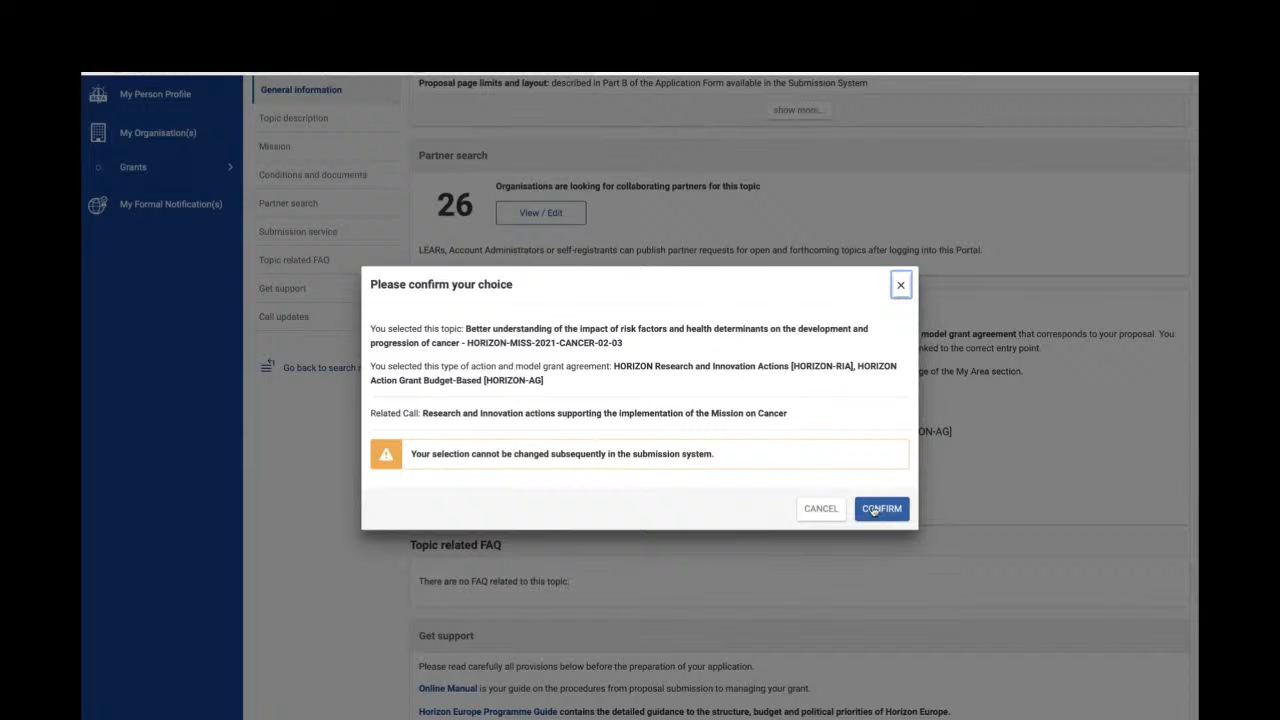 My Person Profile
My Organisation(s)
Grants
My Formal Notification(s)
General information
Topic description
Mission
Conditions and documents
Partner search
Submission service
Topic related FAQ
Get support
Call updates
Back to search
Proposal page limits and layout: described in Part B of the Application Form available in the Submission System
show more...
Partner search
26
Organisations are looking for collaborating partners for this topic
View / Edit
LEARs, Account Administrators or self-registrants can publish partner requests for open and forthcoming topics after logging into this Portal.
Please confirm your choice
You selected this topic: Better understanding of the impact of risk factors and health determinants on the development and
progression of cancer - HORIZON-MISS-2021-CANCER-02-03
You selected this type of action and model grant agreement: HORIZON Research and Innovation Actions [HORIZON-RIA], HORIZON
Action Grant Budget-Based [HORIZON-AG]
Related Call: Research and Innovation actions supporting the implementation of the Mission on Cancer
Your selection cannot be changed subsequently in the submission system.
CANCEL
CONFIRM
model grant agreement that corresponds to your proposal. You
to the correct entry point.
of the My Area section.
ON-AG]
Topic related FAQ
There are no FAQ related to this topic:
Get support
Please read carefully all provisions below before the preparation of your application.
Online Manual is your guide on the procedures from proposal submission to managing your grant.
Horizon Europe Programme Guide contains the detailed guidance to the structure, budget and political priorities of Horizon Europe.